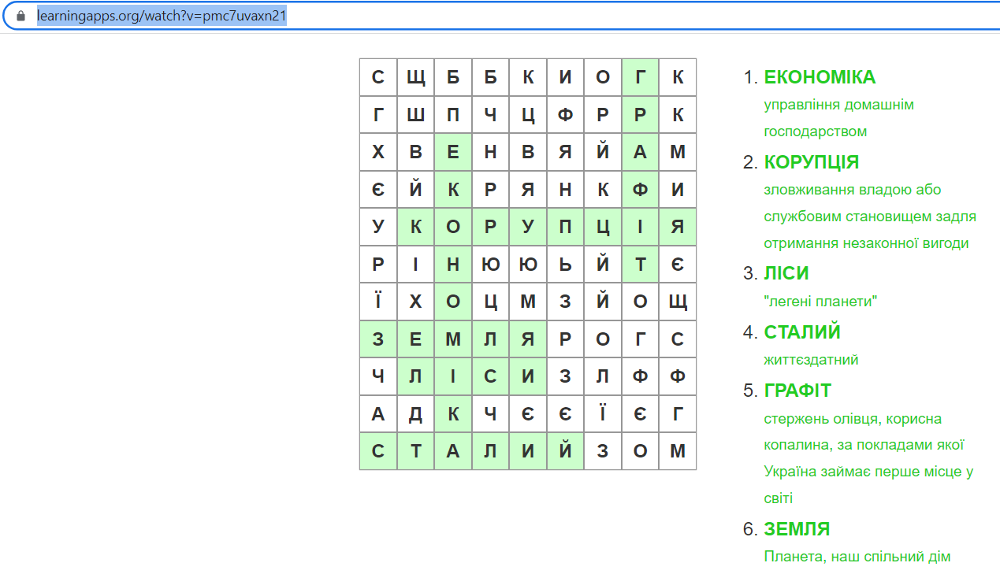 learningapps.org/watch?v=pmc7uvaxn21
С Щ Б Б К И О Г К
Г Ш П Ч Ц Ф Р Р К
Х В Е Н В Я Й А М
Є Й К Р Я Н К Ф И
У К О Р У П Ц І Я
Р І Н Ю Ю Ь Й Т Є
Ї Х О Ц М З Й О Щ
З Е М Л Я Р О Г С
Ч Л І С И З Л Ф Ф
А Д К Ч Є Є Ї Є Г
С Т А Л И Й З О М
1. ЕКОНОМІКА
управління домашнім
господарством
2. КОРУПЦІЯ
зловживання владою або
службовим становищем задля
отримання незаконної вигоди
3. ЛІСИ
"легені планети"
4. СТАЛИЙ
життєздатний
5. ГРАФІТ
стержень олівця, корисна
копалина, за покладами якої
Україна займає перше місце у
світі
6. ЗЕМЛЯ
Планета, наш спільний дім